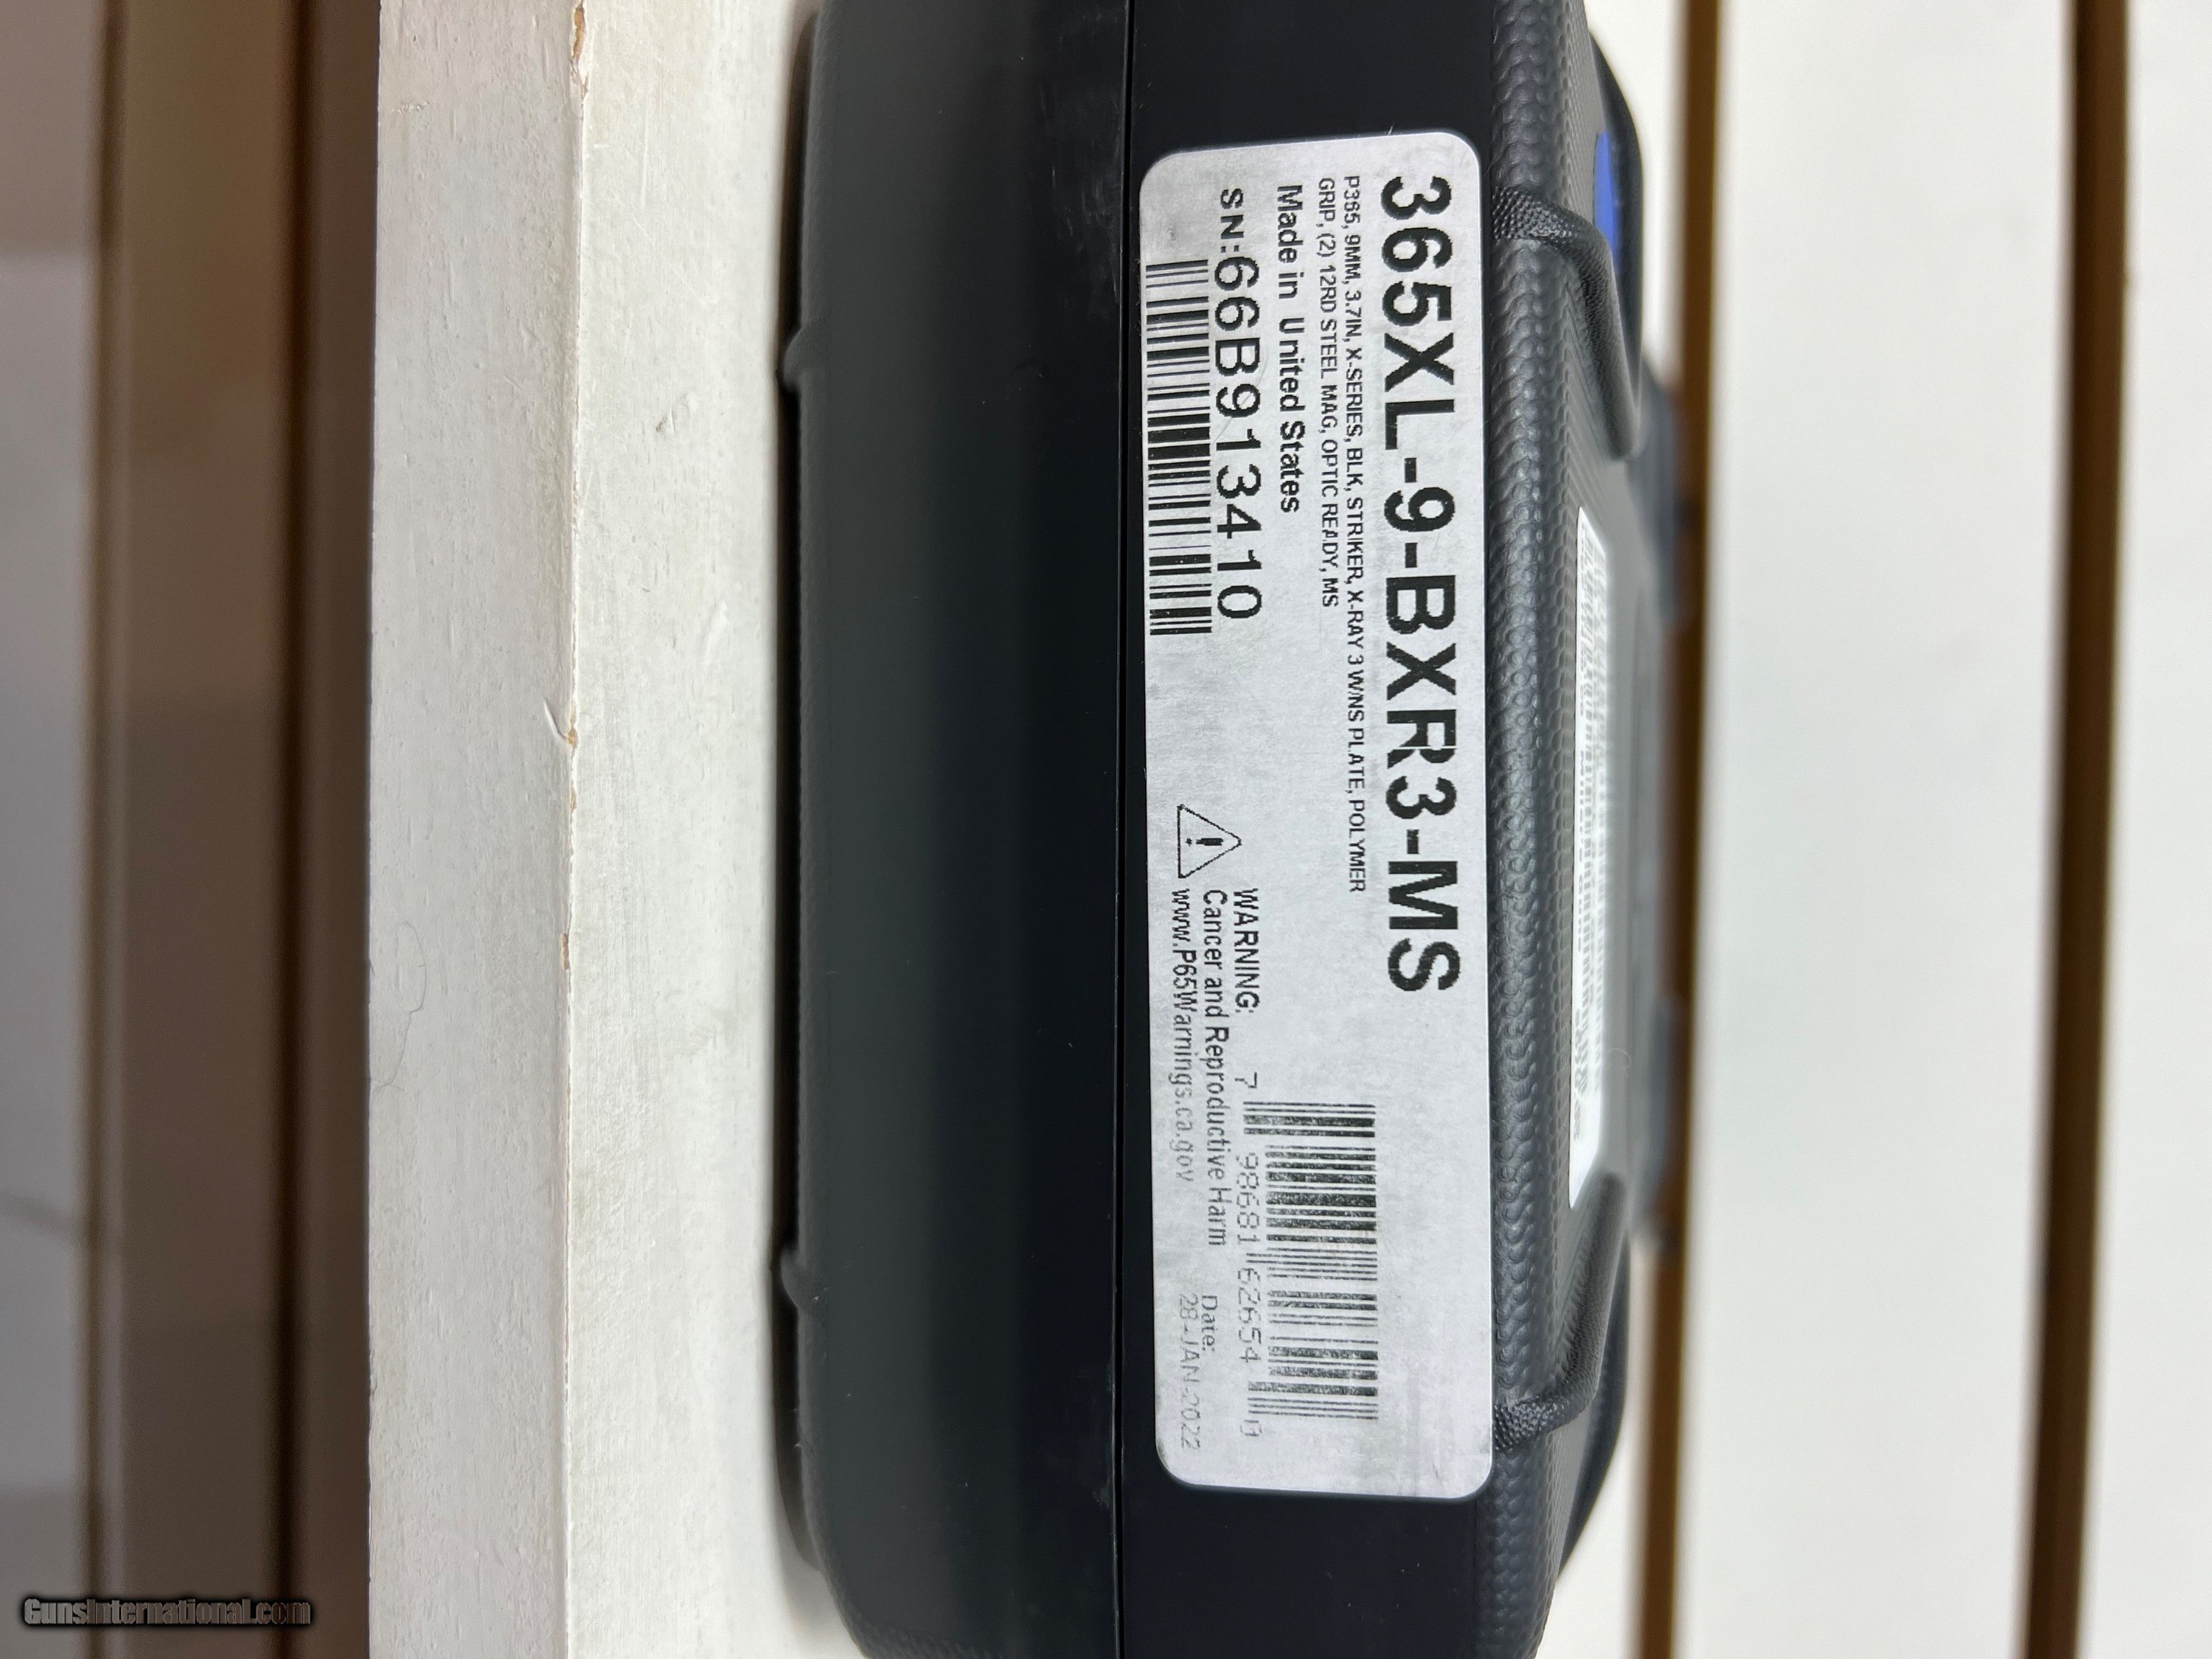 365XL-9-BXR3-MS
P365, 9MM, 3.7IN, X-SERIES, BLK, STRIKER, X-RAY 3 W/NS PLATE, POLYMER
GRIP, (2) 12RD STEEL MAG, OPTIC READY, MS
Made in United States
SN:66B913410
WARNING:
Cancer and Reproductive Harm
www.P65Warnings.ca.gov
7 98681 62654 0
Date:
28-JAN-2022
GunsInternational.com